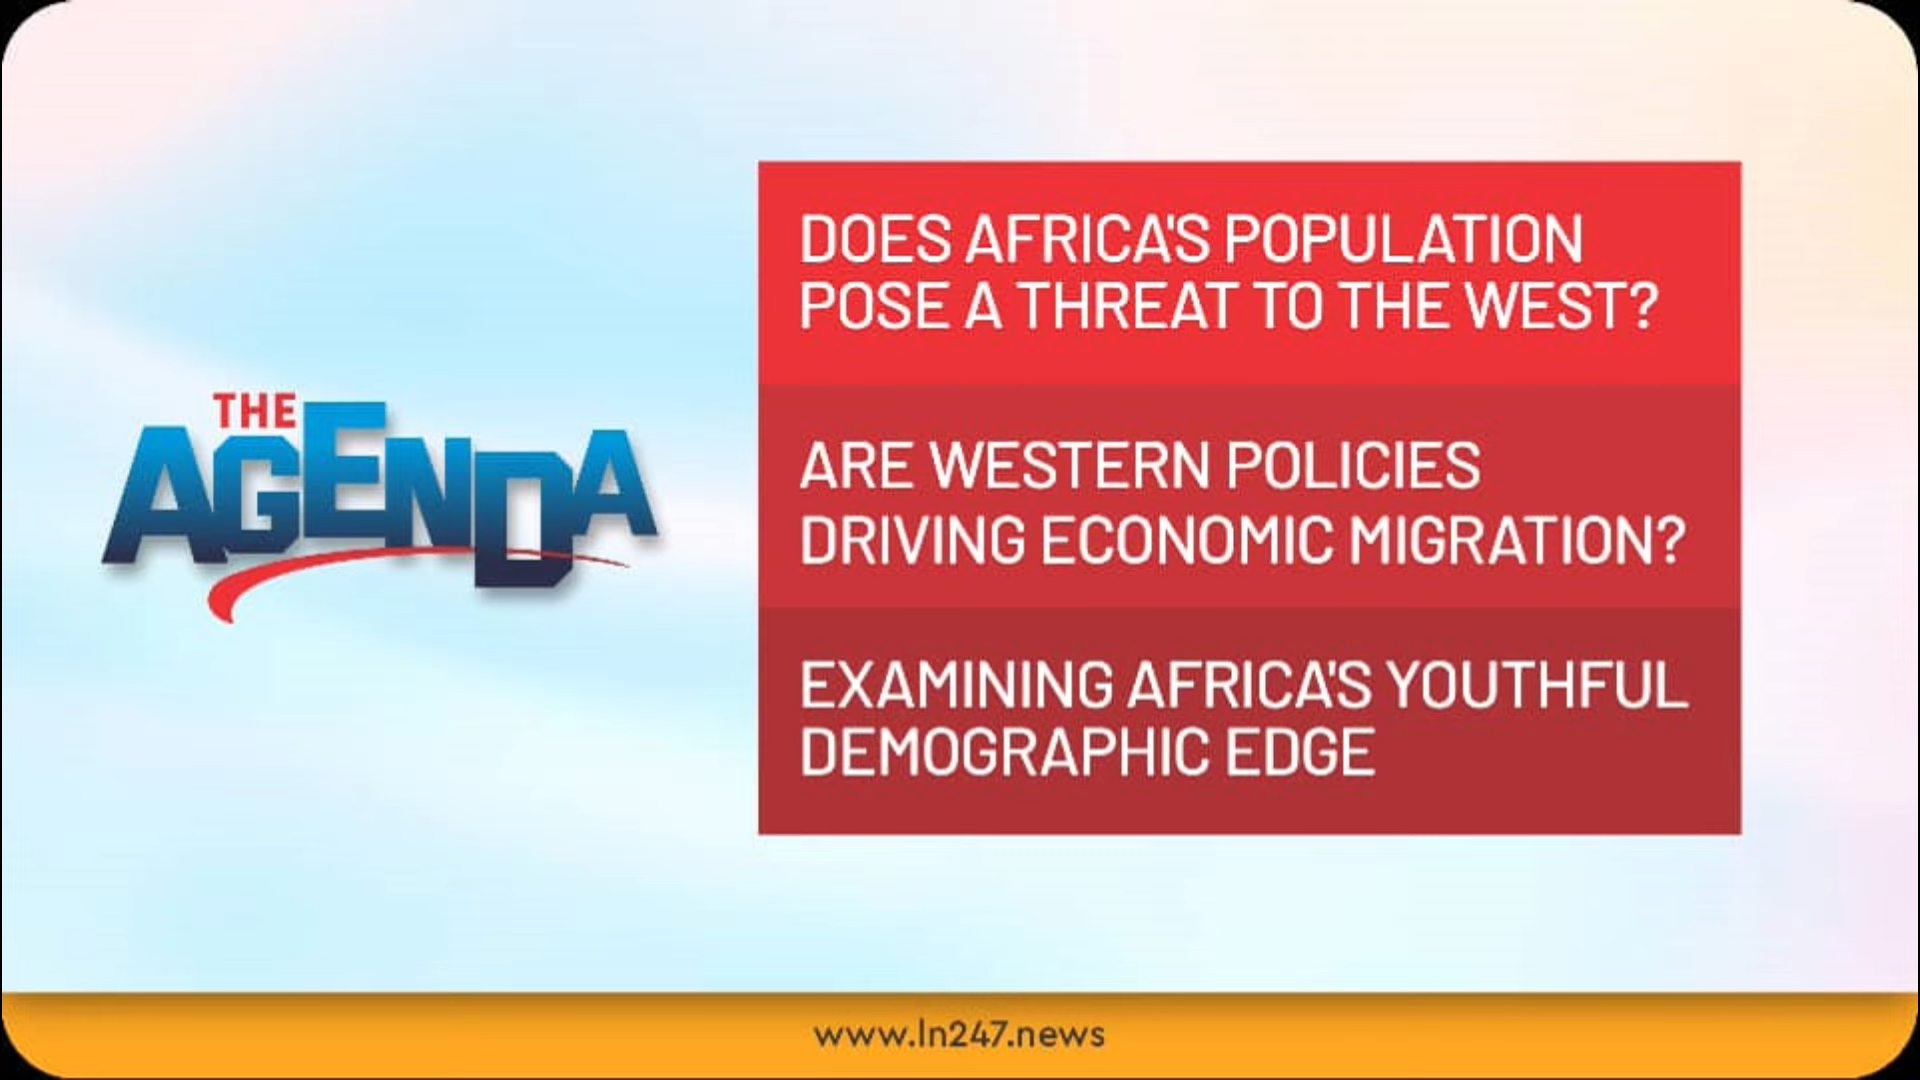 THE
AGENDA
DOES AFRICA'S POPULATION
POSE A THREAT TO THE WEST?
ARE WESTERN POLICIES
DRIVING ECONOMIC MIGRATION?
EXAMINING AFRICA'S YOUTHFUL
DEMOGRAPHIC EDGE
www.ln247.news